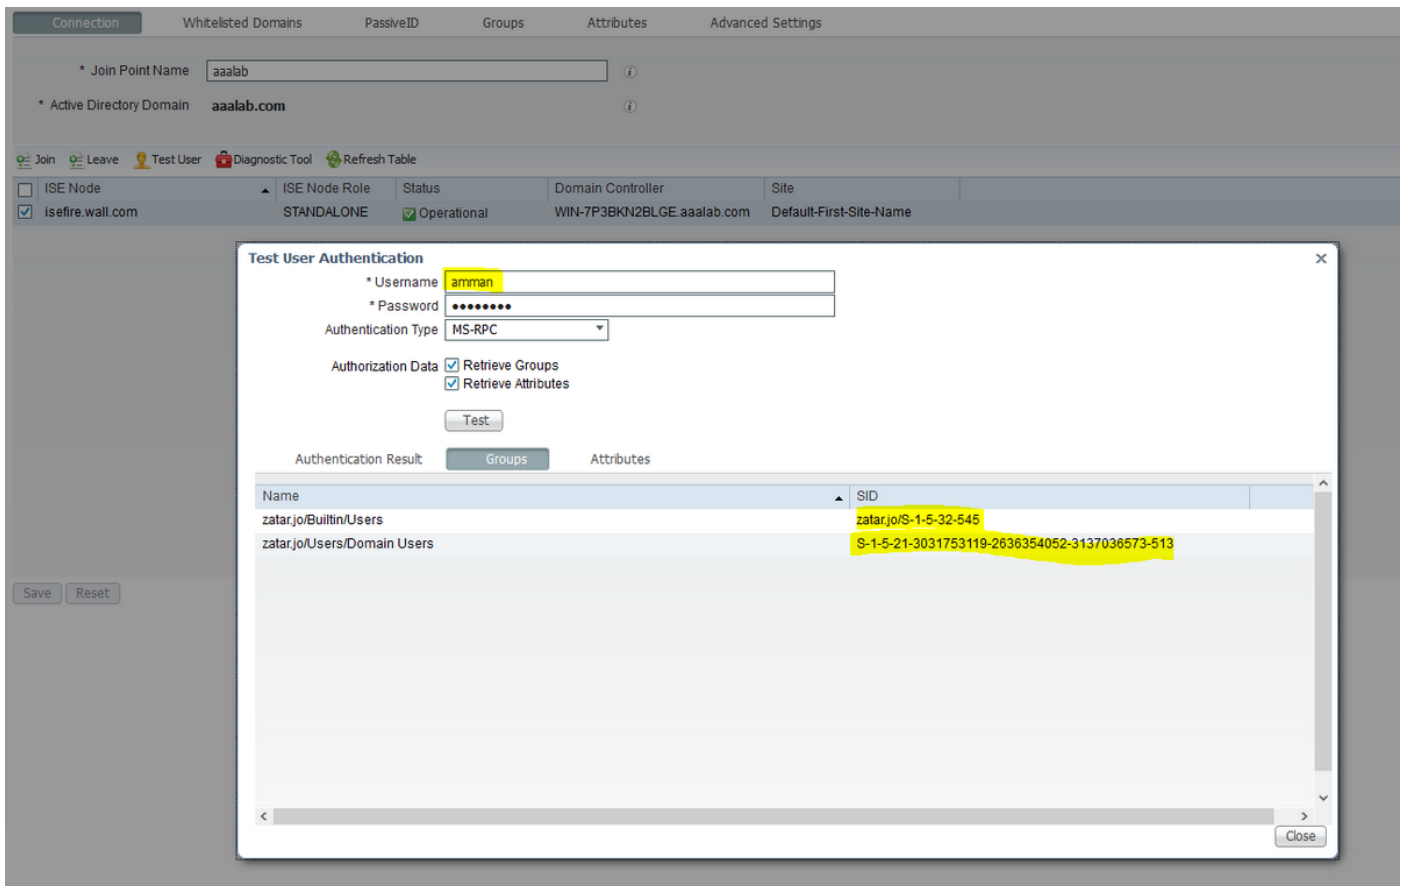 Connection Whitelisted Domains PassiveID Groups Attributes Advanced Settings
* Join Point Name aaalab
* Active Directory Domain aaalab.com
Join Leave Test User Diagnostic Tool Refresh Table
ISE Node ISE Node Role Status Domain Controller Site
isefire.wall.com STANDALONE Operational WIN-7P3BKN2BLGE.aaalab.com Default-First-Site-Name
Test User Authentication
* Username amman
* Password ••••••••
Authentication Type MS-RPC
Authorization Data Retrieve Groups
Retrieve Attributes
Test
Authentication Result Groups Attributes
Name SID
zatar.jo/Builtin/Users zatar.jo/S-1-5-32-545
zatar.jo/Users/Domain Users S-1-5-21-3031753119-2636354052-3137036573-513
Save Reset
Close